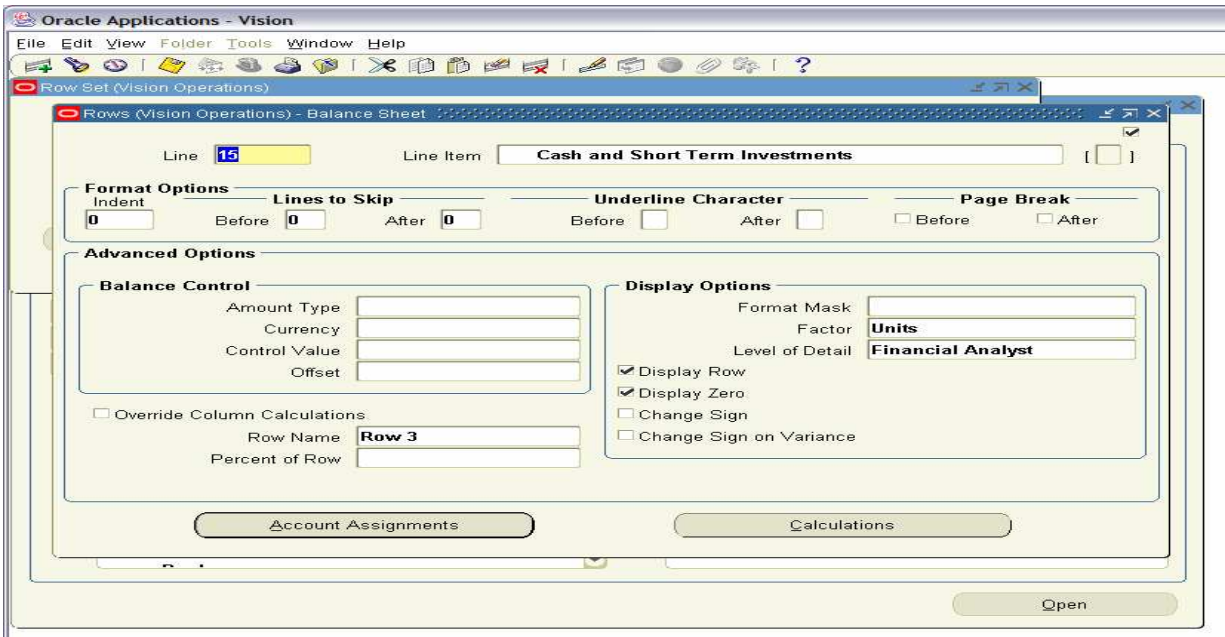 Oracle Applications - Vision
File Edit View Folder Tools Window Help
?
Row Set (Vision Operations)
Rows (Vision Operations) - Balance Sheet
Line 15 Line Item Cash and Short Term Investments [ ]
Format Options
Indent Lines to Skip Underline Character Page Break
0 Before 0 After 0 Before After Before After
Advanced Options
Balance Control Display Options
Amount Type Format Mask
Currency Factor Units
Control Value Level of Detail Financial Analyst
Offset Display Row
Display Zero
Override Column Calculations Change Sign
Row Name Row 3 Change Sign on Variance
Percent of Row
Account Assignments Calculations
Open